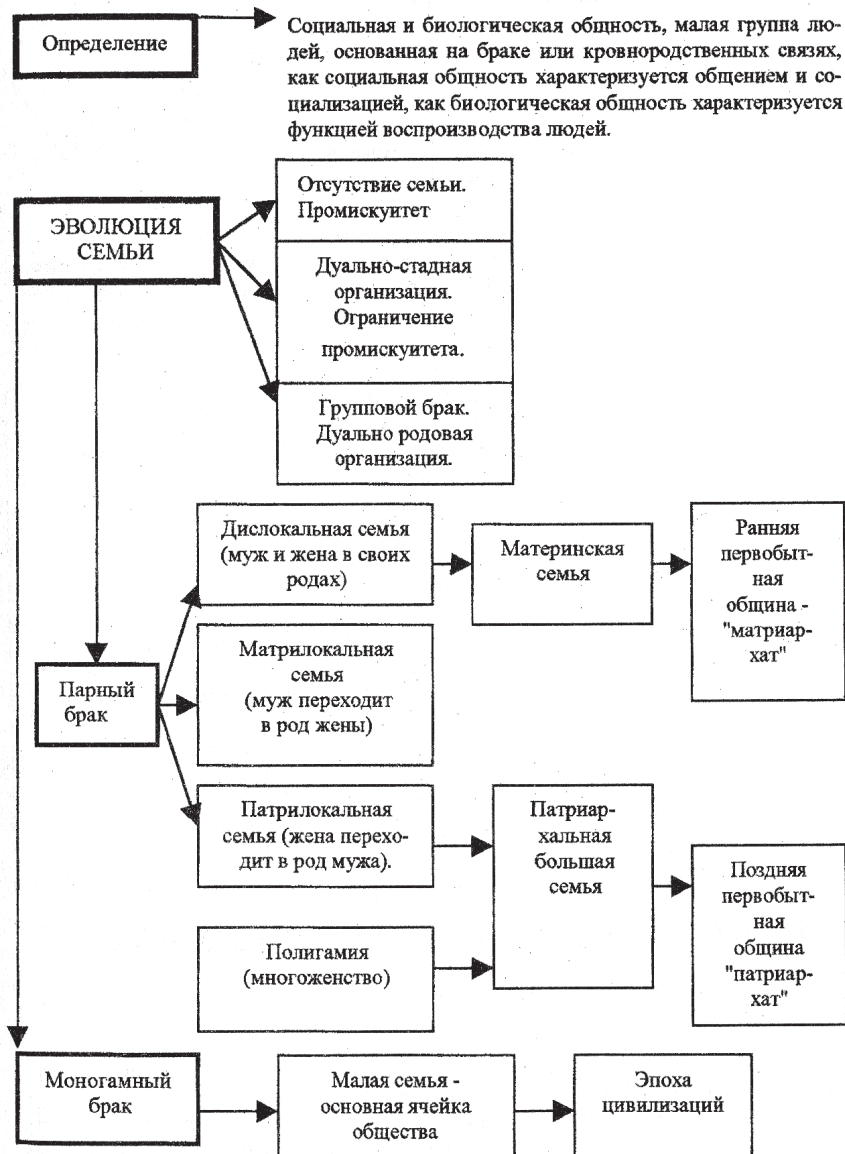 Определение
Социальная и биологическая общность, малая группа лю-
дей, основанная на браке или кровнородственных связях,
как социальная общность характеризуется общением и со-
циализацией, как биологическая общность характеризуется
функцией воспроизводства людей.
ЭВОЛЮЦИЯ
СЕМЬИ
Отсутствие семьи.
Промискуитет
Дуально-стадная
организация.
Ограничение
промискуитета.
Групповой брак.
Дуально родовая
организация.
Парный
брак
Дислокальная семья
(муж и жена в своих
родах)
Материнская
семья
Ранняя
первобыт-
ная
община -
"матриар-
хат"
Матрилокальная
семья
(муж переходит
в род жены)
Патрилокальная
семья (жена перехо-
дит в род мужа).
Полигамия
(многоженство)
Патриар-
хальная
большая
семья
Поздняя
первобыт-
ная
община
"патриар-
хат"
Моногамный
брак
Малая семья -
основная ячейка
общества
Эпоха
цивилизаций